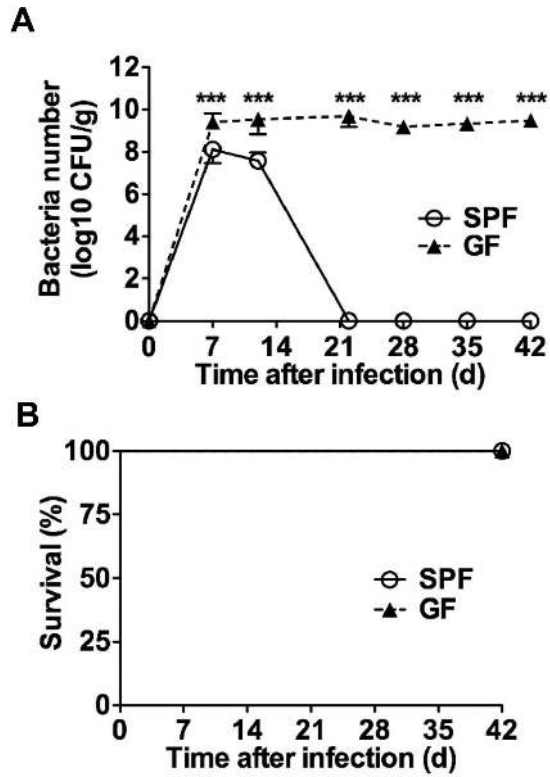 A
Bacteria number
(log10 CFU/g)
12
10
8
6
4
2
0
*** *** *** *** *** ***
SPF
GF
0 7 14 21 28 35 42
Time after infection (d)
B
Survival (%)
100
75
50
25
0
SPF
GF
0 7 14 21 28 35 42
Time after infection (d)